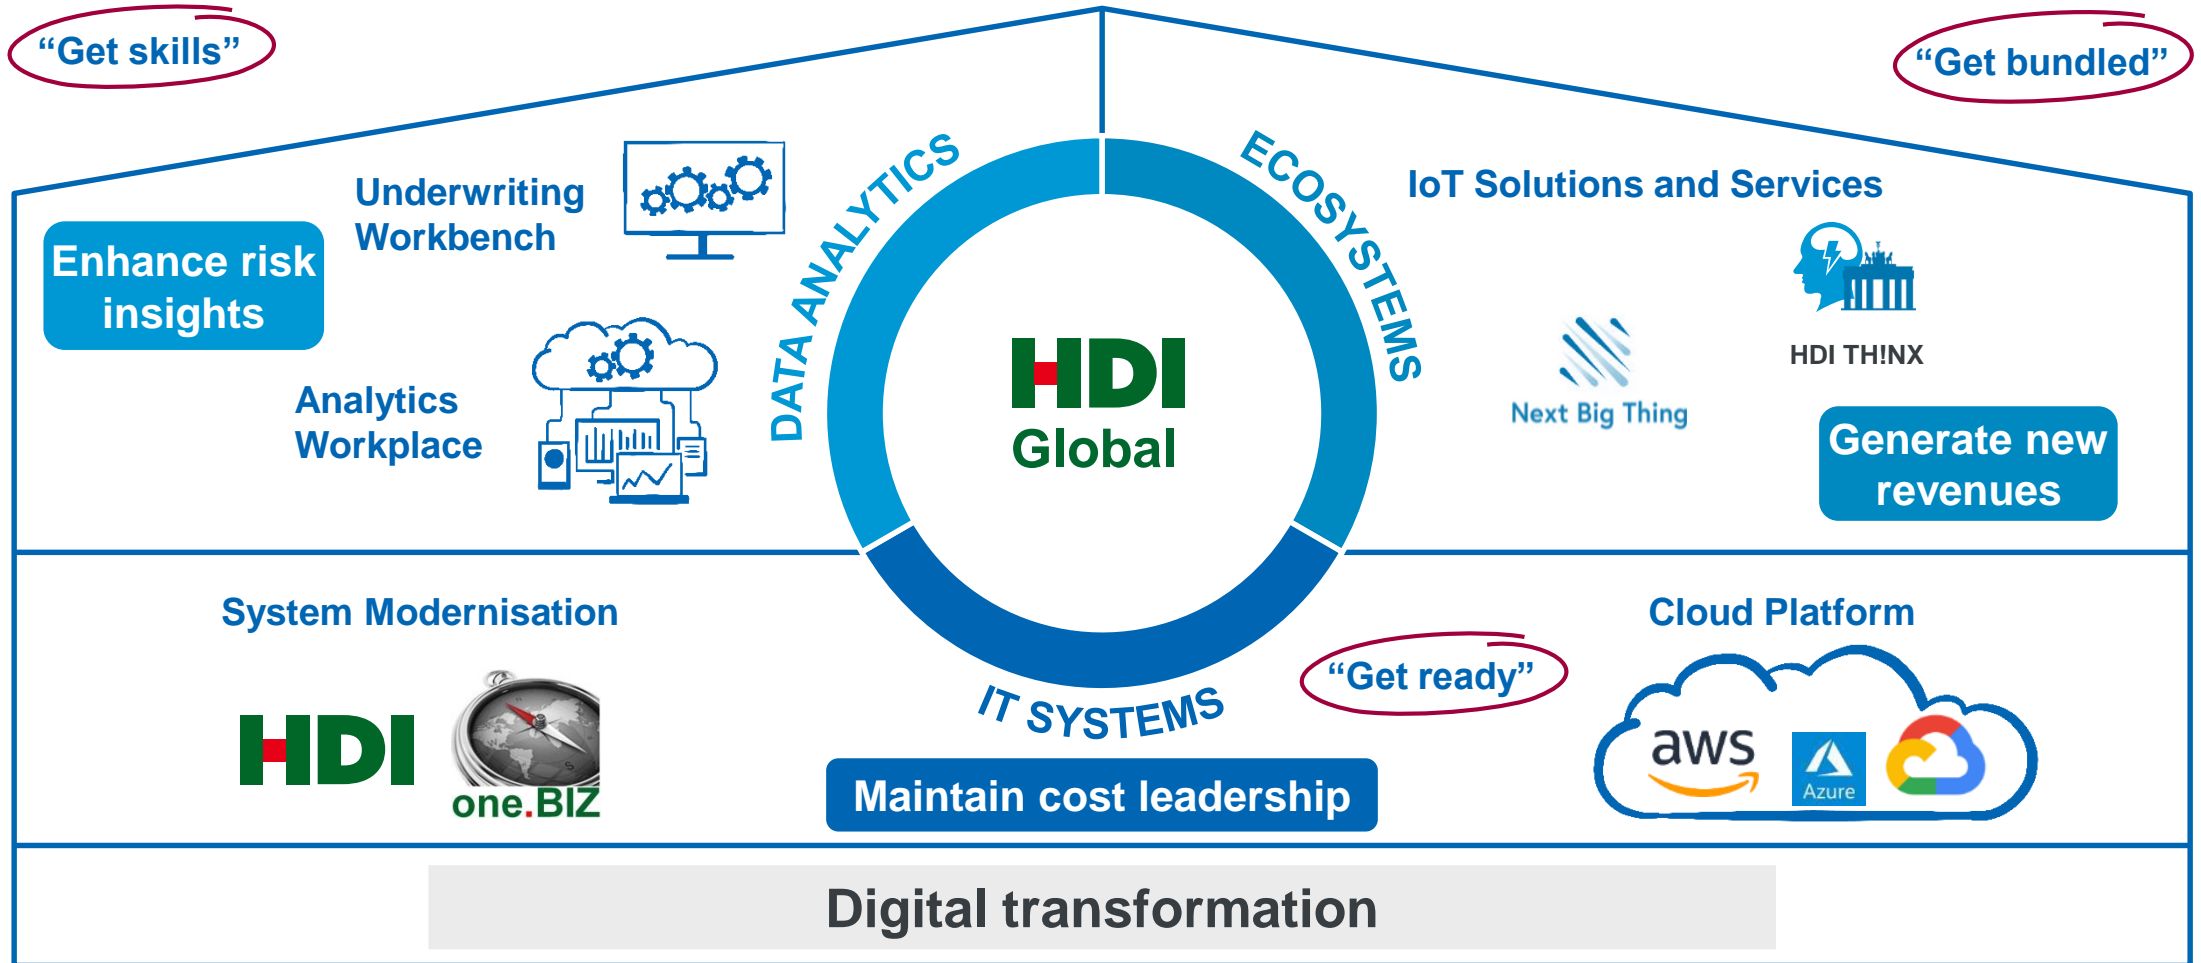 “Get skills”
“Get bundled”
DATA ANALYTICS
ECOSYSTEMS
Underwriting
Workbench
IoT Solutions and Services
Enhance risk
insights
HDI TH!NX
HDI
Global
Analytics
Workplace
Next Big Thing
Generate new
revenues
System Modernisation
Cloud Platform
“Get ready”
IT SYSTEMS
HDI
one.BIZ
aws
Azure
Maintain cost leadership
Digital transformation